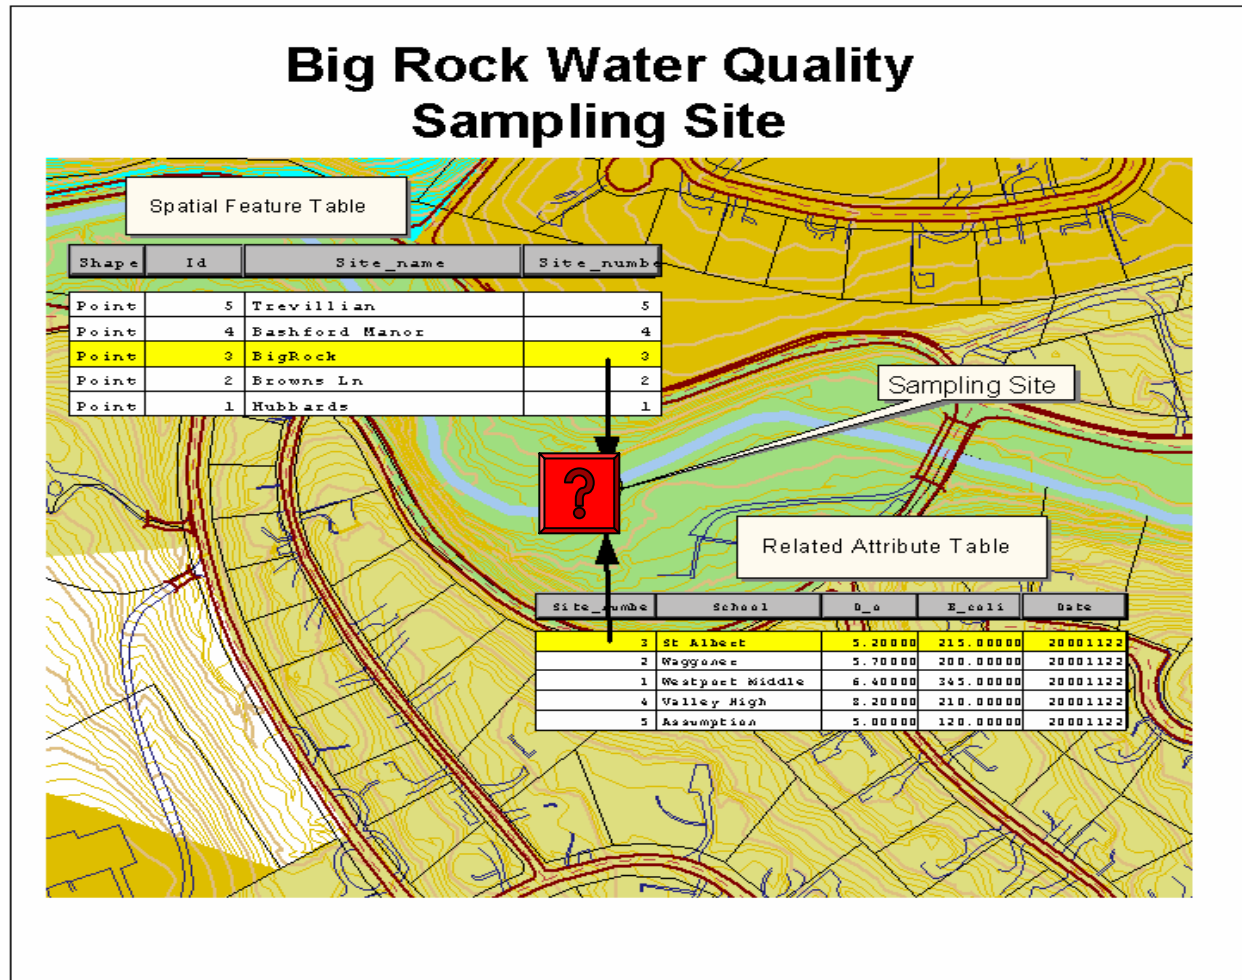 Big Rock Water Quality
Sampling Site
Spatial Feature Table
Shape Id Site_name Site_numbe
Point 5 Trevillian 5
Point 4 Bashford Manor 4
Point 3 BigRock 3
Point 2 Browns Ln 2
Point 1 Hubbards 1
Sampling Site
?
Related Attribute Table
Site_numbe School D_o E_coli Date
3 St Albert 5.20000 215.00000 20001122
2 Waggoner 5.70000 200.00000 20001122
1 Westport Middle 6.40000 345.00000 20001122
4 Valley High 8.20000 210.00000 20001122
5 Assumption 5.00000 120.00000 20001122